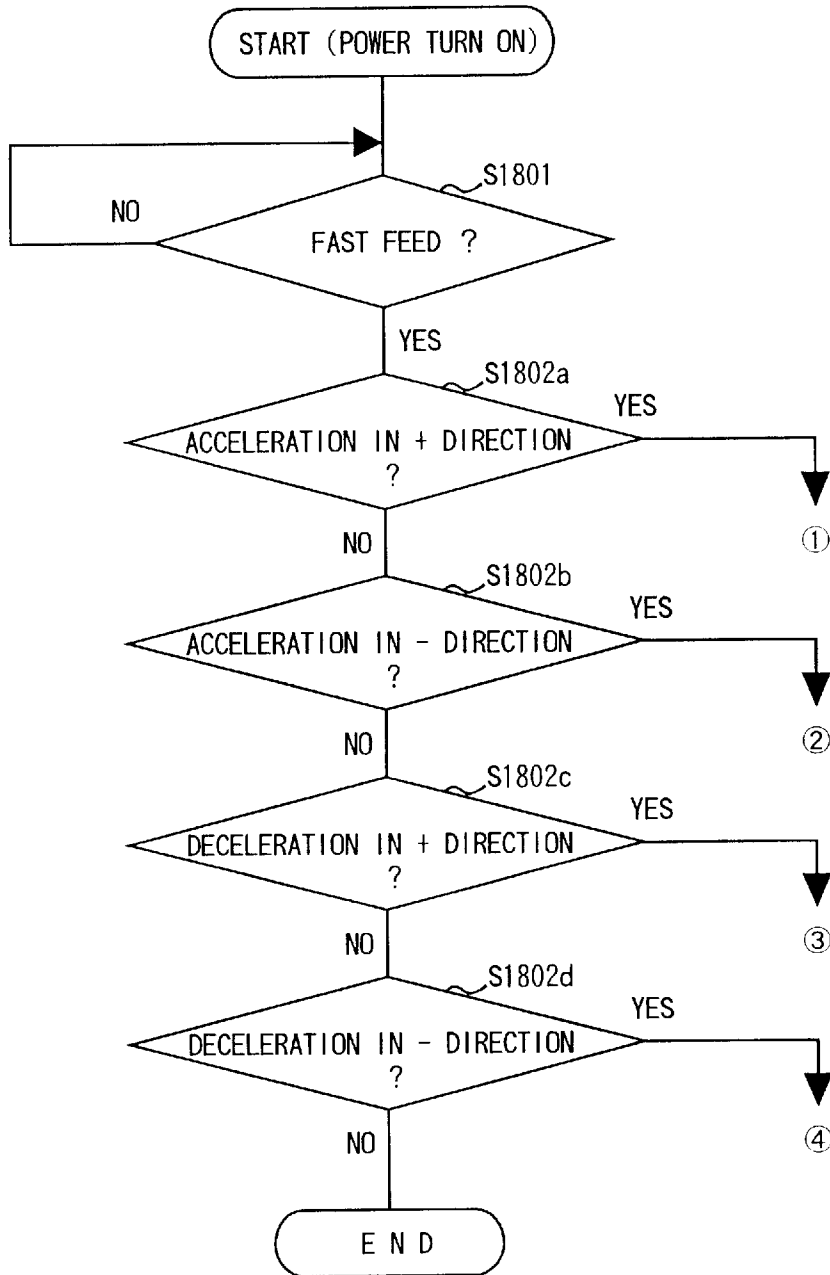 START (POWER TURN ON)
S1801
NO
FAST FEED ?
YES
S1802a
YES
ACCELERATION IN + DIRECTION
?
①
NO
S1802b
YES
ACCELERATION IN - DIRECTION
?
②
NO
S1802c
YES
DECELERATION IN + DIRECTION
?
③
NO
S1802d
YES
DECELERATION IN - DIRECTION
?
④
NO
END